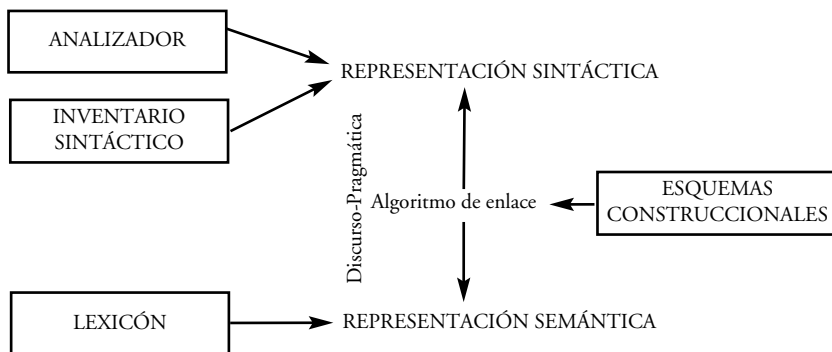 ANALIZADOR
REPRESENTACIÓN SINTÁCTICA
INVENTARIO
SINTÁCTICO
Discurso-Pragmática
Algoritmo de enlace
ESQUEMAS
CONSTRUCCIONALES
LEXICÓN
REPRESENTACIÓN SEMÁNTICA